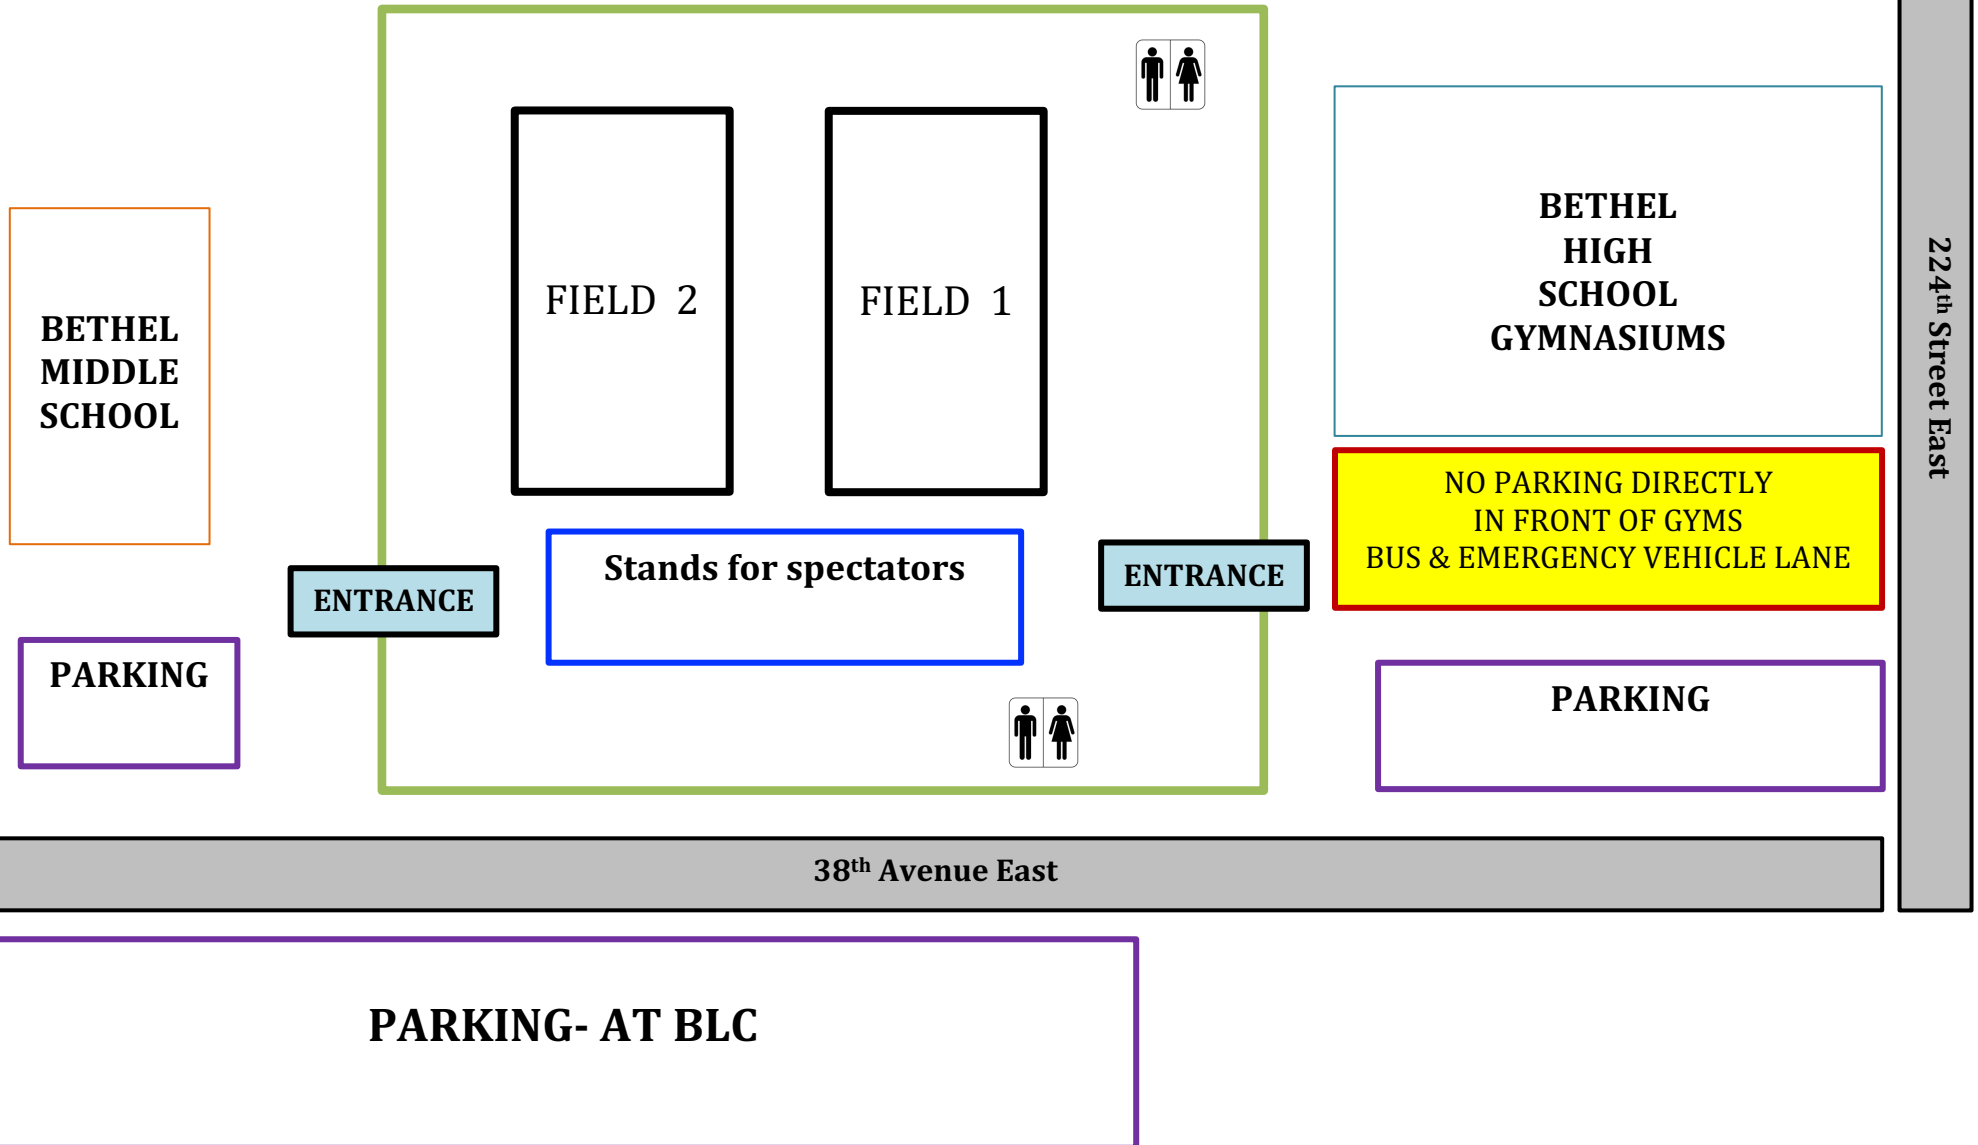 BETHEL
MIDDLE
SCHOOL
FIELD 2
FIELD 1
BETHEL
HIGH
SCHOOL
GYMNASIUMS
224th Street East
NO PARKING DIRECTLY
IN FRONT OF GYMS
BUS & EMERGENCY VEHICLE LANE
ENTRANCE
Stands for spectators
ENTRANCE
PARKING
PARKING
38th Avenue East
PARKING- AT BLC